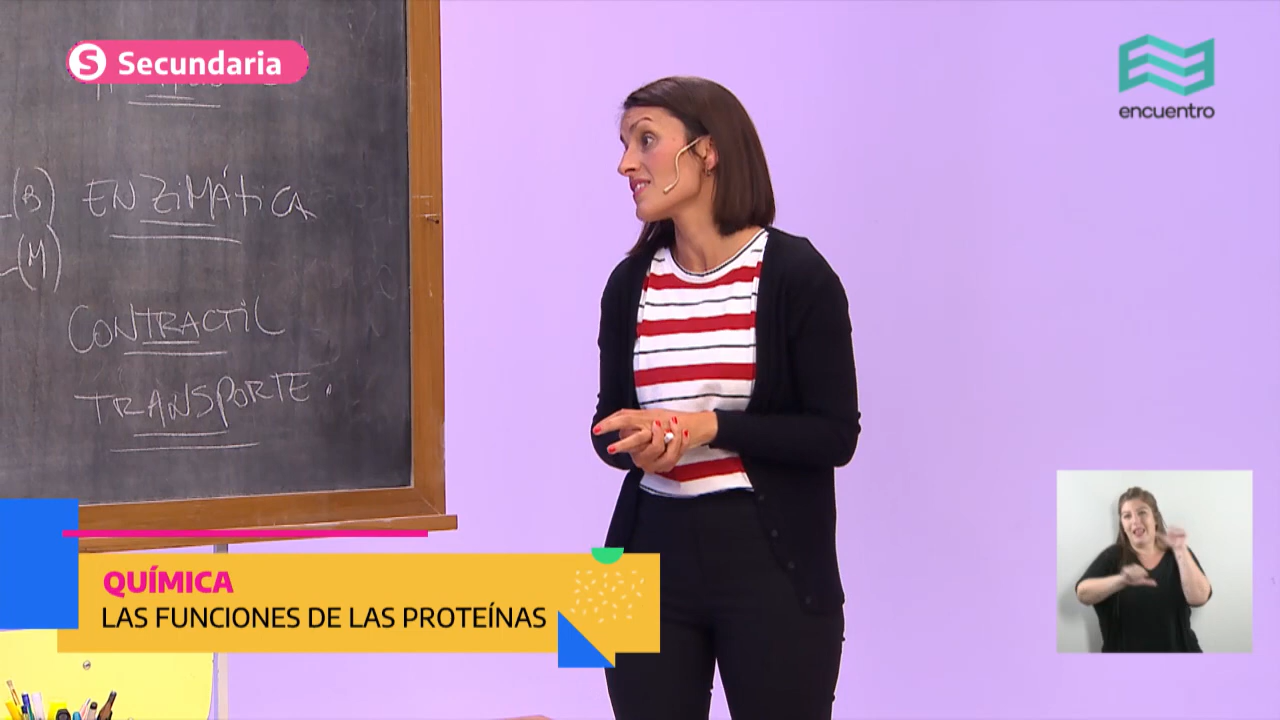 S Secundaria
encuentro
(B) ENZIMÁTICA
(M)
CONTRACTIL
TRANSPORTE.
QUÍMICA
LAS FUNCIONES DE LAS PROTEÍNAS